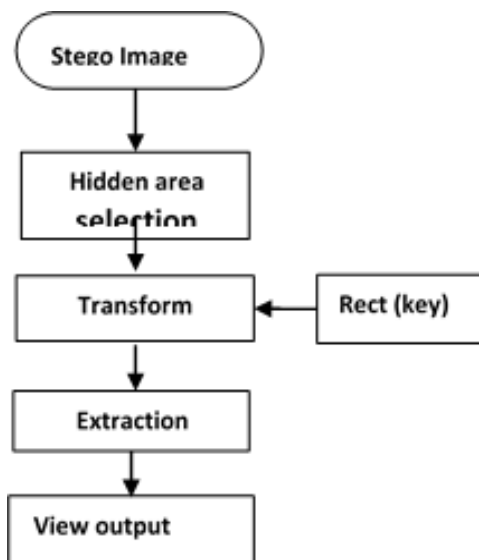 Stego Image
Hidden area
selection
Transform
Rect (key)
Extraction
View output